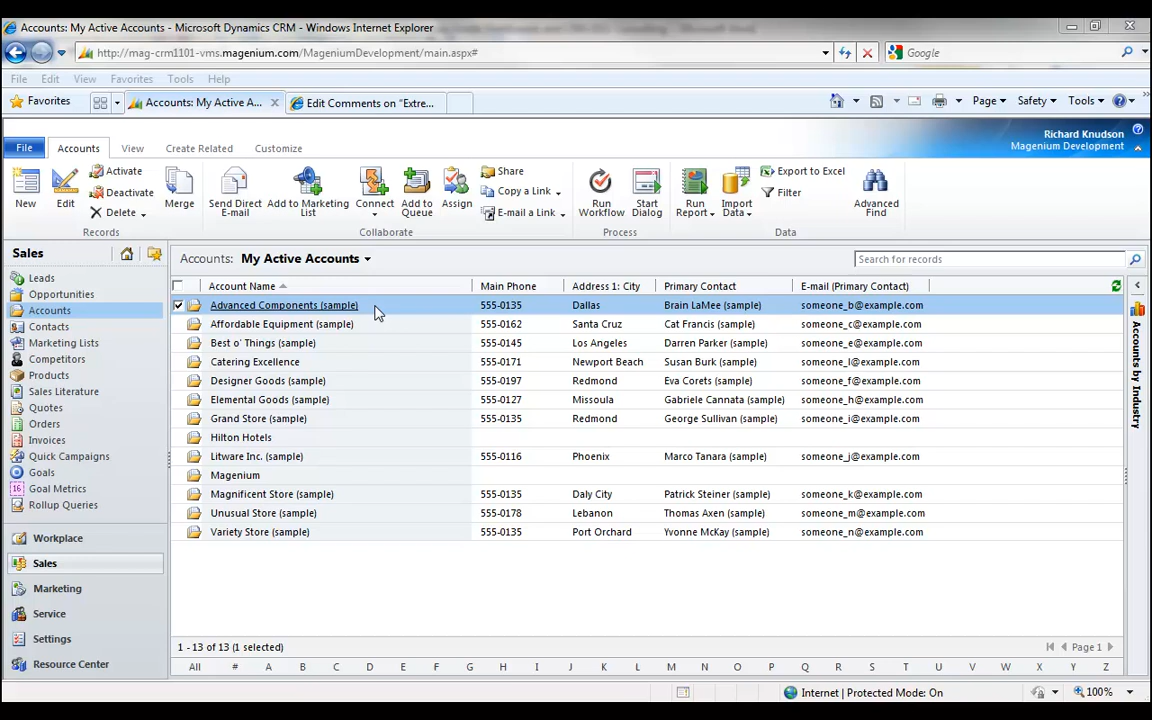 Accounts: My Active Accounts - Microsoft Dynamics CRM - Windows Internet Explorer
http://mag-crm1101-vms.magenium.com/MageniumDevelopment/main.aspx#
Google
File Edit View Favorites Tools Help
Favorites
Accounts: My Active A...
Edit Comments on "Extre...
Page
Safety
Tools
File
Accounts
View
Create Related
Customize
Richard Knudson
Magenium Development
New
Edit
Activate
Deactivate
Delete
Merge
Records
Send Direct E-mail
Add to Marketing List
Connect
Add to Queue
Assign
Share
Copy a Link
E-mail a Link
Collaborate
Run Workflow
Start Dialog
Process
Run Report
Import Data
Export to Excel
Filter
Advanced Find
Data
Sales
Leads
Opportunities
Accounts
Contacts
Marketing Lists
Competitors
Products
Sales Literature
Quotes
Orders
Invoices
Quick Campaigns
Goals
Goal Metrics
Rollup Queries
Workplace
Sales
Marketing
Service
Settings
Resource Center
Accounts: My Active Accounts
Search for records
Account Name Main Phone Address 1: City Primary Contact E-mail (Primary Contact)
Advanced Components (sample) 555-0135 Dallas Brain LaMee (sample) someone_b@example.com
Affordable Equipment (sample) 555-0162 Santa Cruz Cat Francis (sample) someone_c@example.com
Best o' Things (sample) 555-0145 Los Angeles Darren Parker (sample) someone_e@example.com
Catering Excellence 555-0171 Newport Beach Susan Burk (sample) someone_l@example.com
Designer Goods (sample) 555-0197 Redmond Eva Corets (sample) someone_f@example.com
Elemental Goods (sample) 555-0127 Missoula Gabriele Cannata (sample) someone_h@example.com
Grand Store (sample) 555-0135 Redmond George Sullivan (sample) someone_i@example.com
Hilton Hotels
Litware Inc. (sample) 555-0116 Phoenix Marco Tanara (sample) someone_j@example.com
Magenium
Magnificent Store (sample) 555-0135 Daly City Patrick Steiner (sample) someone_k@example.com
Unusual Store (sample) 555-0178 Lebanon Thomas Axen (sample) someone_m@example.com
Variety Store (sample) 555-0135 Port Orchard Yvonne McKay (sample) someone_n@example.com
Accounts by Industry
1 - 13 of 13 (1 selected)
Page 1
All # A B C D E F G H I J K L M N O P Q R S T U V W X Y Z
Internet | Protected Mode: On
100%